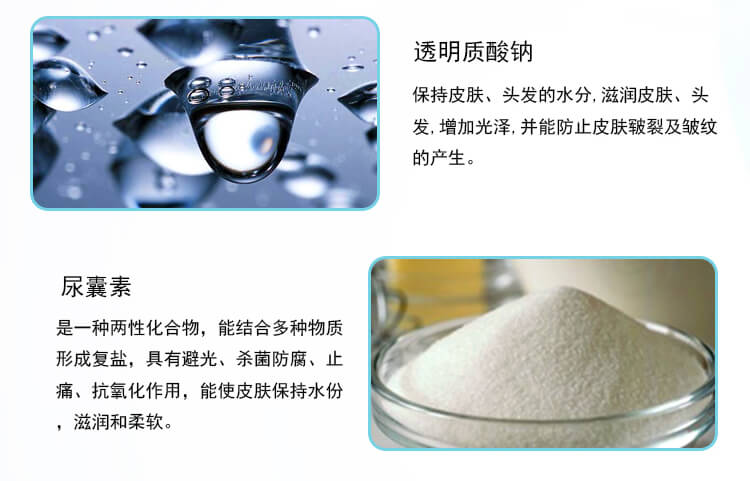 透明质酸钠
保持皮肤、头发的水分,滋润皮肤、头
发,增加光泽,并能防止皮肤皲裂及皱纹
的产生。
尿囊素
是一种两性化合物，能结合多种物质
形成复盐，具有避光、杀菌防腐、止
痛、抗氧化作用，能使皮肤保持水份
，滋润和柔软。